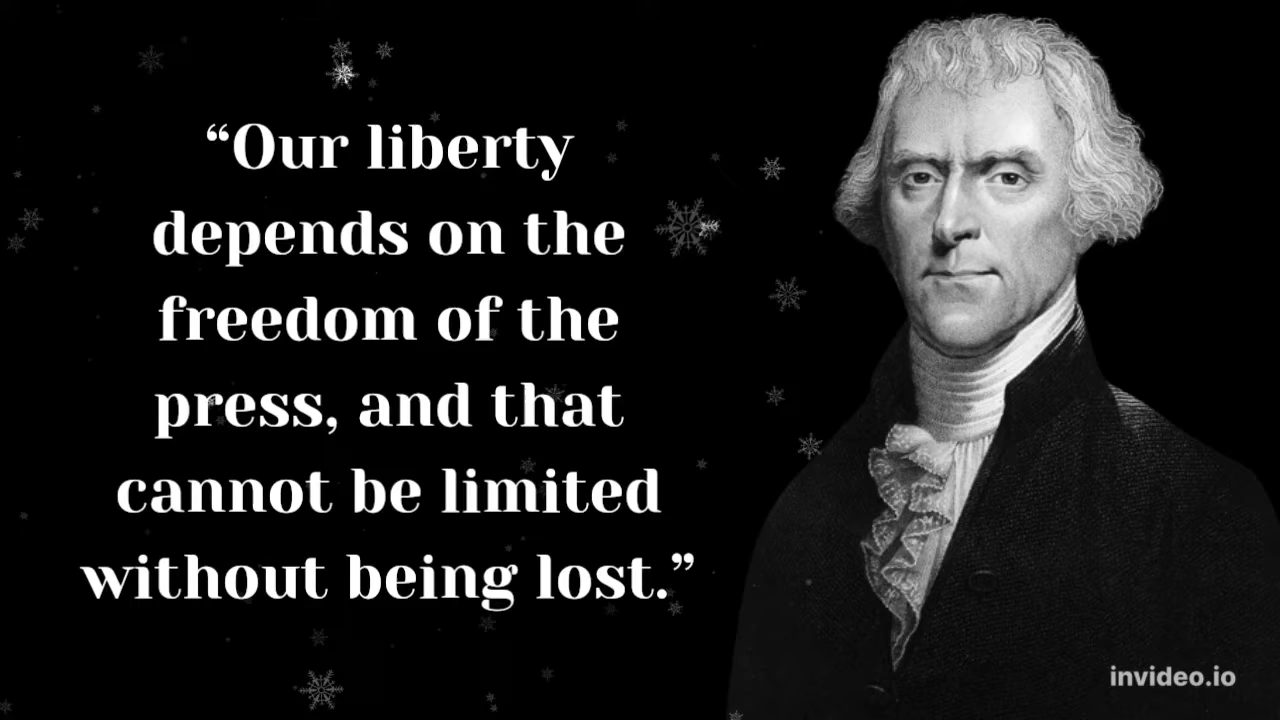 “Our liberty
depends on the
freedom of the
press, and that
cannot be limited
without being lost.”
invideo.io